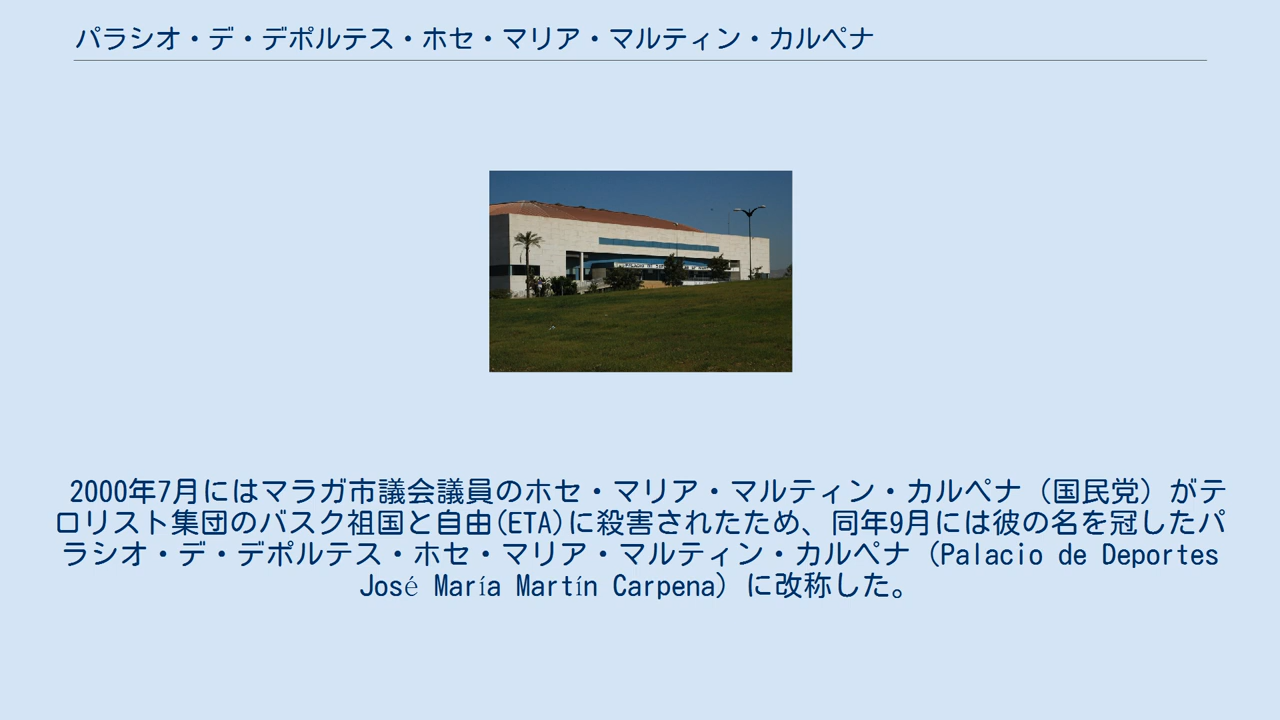 パラシオ・デ・デポルテス・ホセ・マリア・マルティン・カルペナ
2000年7月にはマラガ市議会議員のホセ・マリア・マルティン・カルペナ（国民党）がテ
ロリスト集団のバスク祖国と自由(ETA)に殺害されたため、同年9月には彼の名を冠したパ
ラシオ・デ・デポルテス・ホセ・マリア・マルティン・カルペナ（Palacio de Deportes
José María Martín Carpena）に改称した。